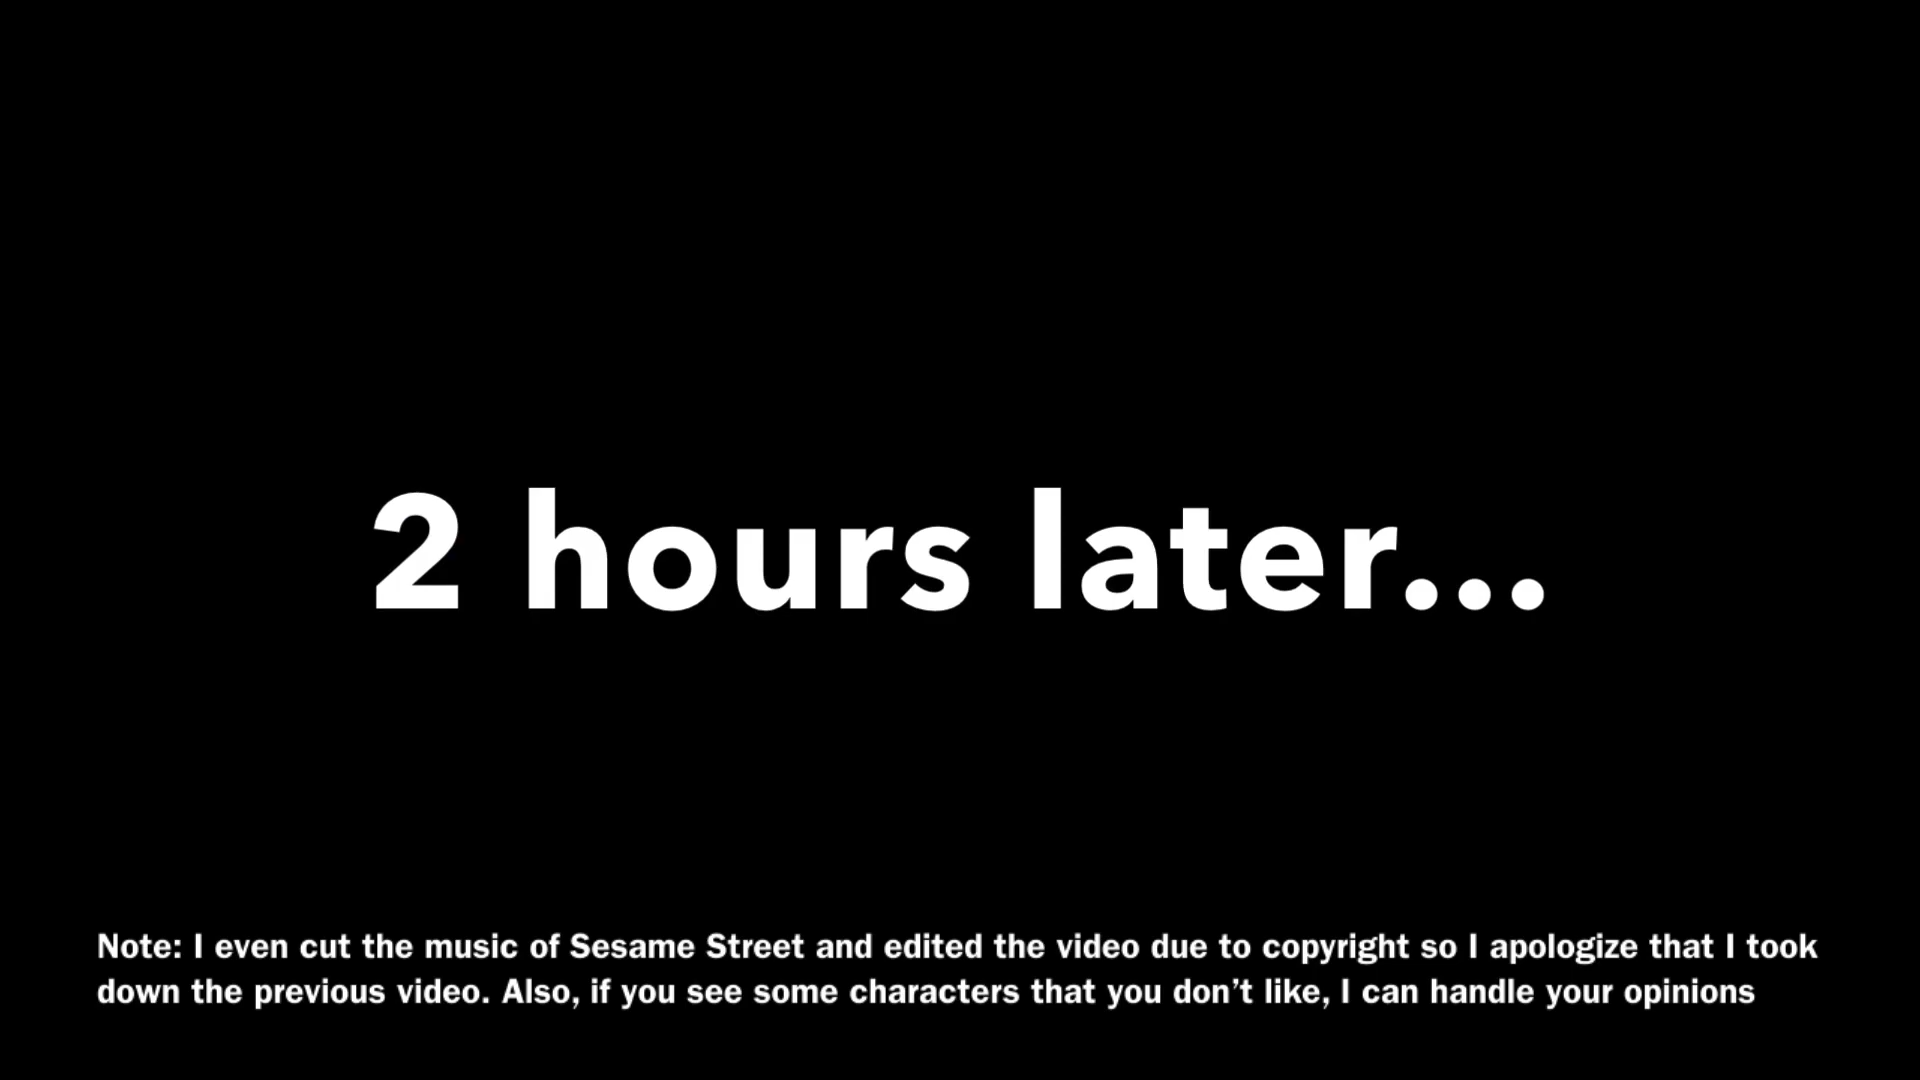 2 hours later...
Note: I even cut the music of Sesame Street and edited the video due to copyright so I apologize that I took
down the previous video. Also, if you see some characters that you don’t like, I can handle your opinions